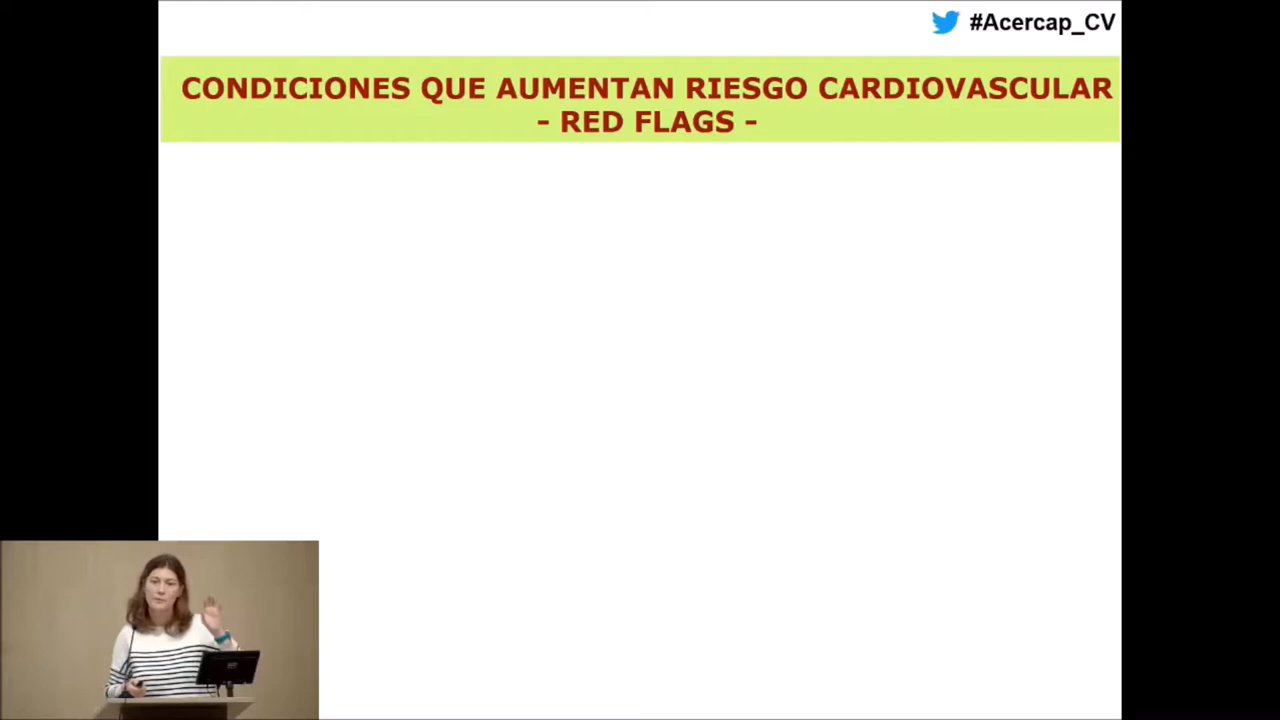 #Acercap_CV
CONDICIONES QUE AUMENTAN RIESGO CARDIOVASCULAR
- RED FLAGS -